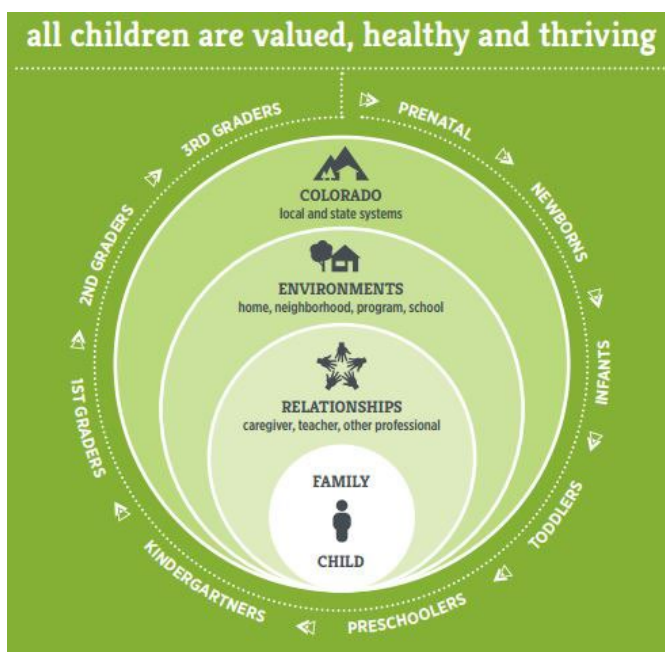 all children are valued, healthy and thriving
PRENATAL
NEWBORNS
INFANTS
TODDLERS
PRESCHOOLERS
KINDERGARTNERS
1ST GRADERS
2ND GRADERS
3RD GRADERS
COLORADO
local and state systems
ENVIRONMENTS
home, neighborhood, program, school
RELATIONSHIPS
caregiver, teacher, other professional
FAMILY
CHILD